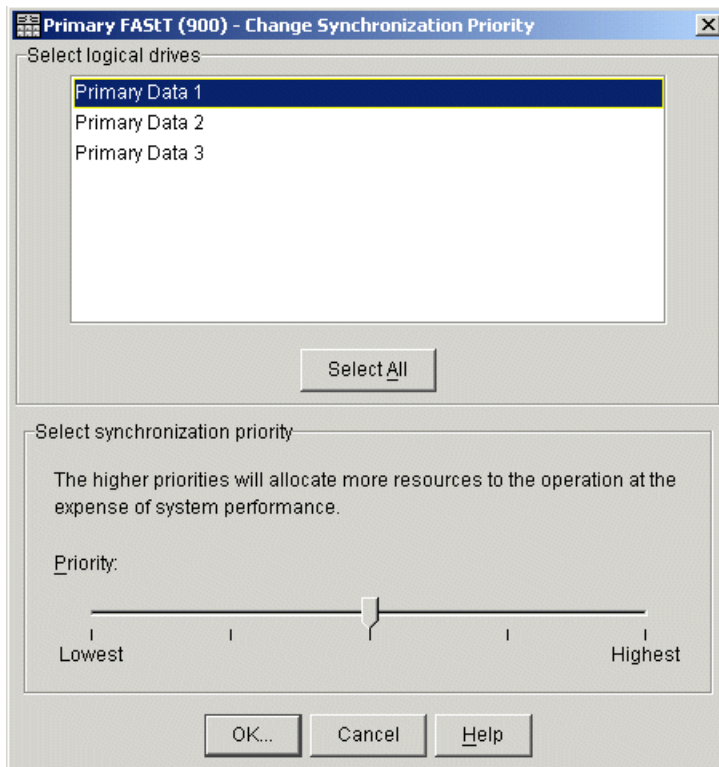 Primary FAStT (900) - Change Synchronization Priority
Select logical drives
Primary Data 1
Primary Data 2
Primary Data 3
Select All
Select synchronization priority
The higher priorities will allocate more resources to the operation at the
expense of system performance.
Priority:
Lowest Highest
OK... Cancel Help